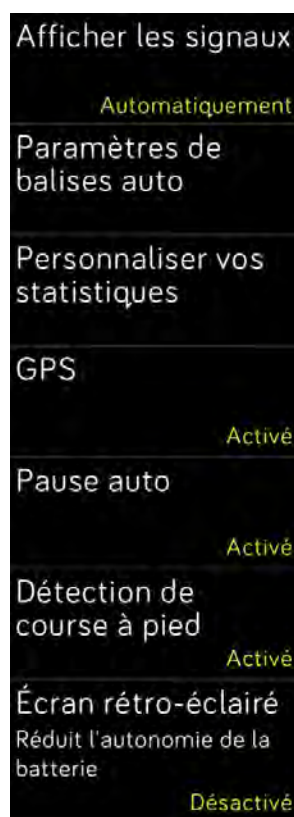 Afficher les signaux
Automatiquement
Paramètres de
balises auto
Personnaliser vos
statistiques
GPS
Activé
Pause auto
Activé
Détection de
course à pied
Activé
Écran rétro-éclairé
Réduit l'autonomie de la
batterie
Désactivé